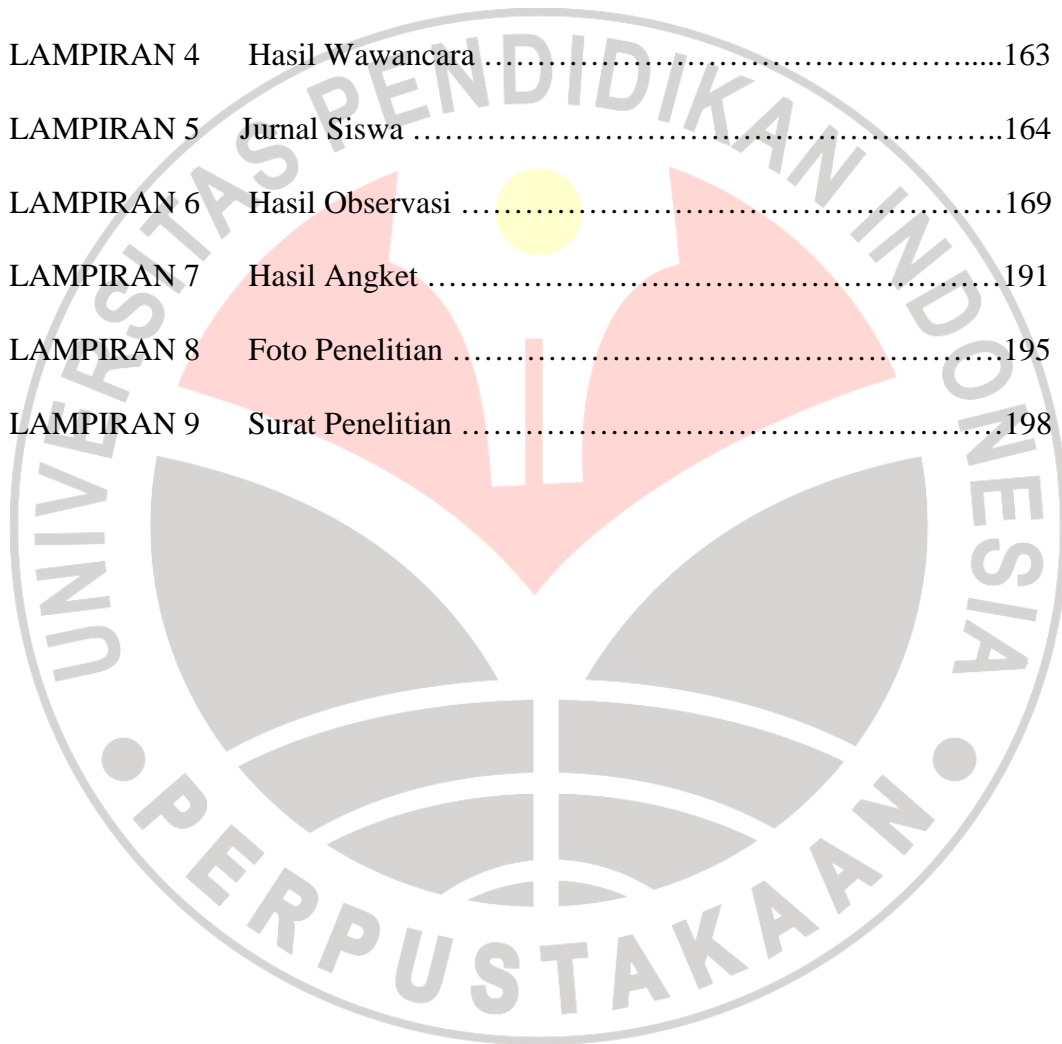 LAMPIRAN 4 Hasil Wawancara ……………………………………………….....163
LAMPIRAN 5 Jurnal Siswa …………………………………………………………..164
LAMPIRAN 6 Hasil Observasi ……………………………………………………169
LAMPIRAN 7 Hasil Angket ………………………………………………………191
LAMPIRAN 8 Foto Penelitian ……………………………………………………195
LAMPIRAN 9 Surat Penelitian ……………………………………………………198
UNIVERSITAS PENDIDIKAN INDONESIA
PERPUSTAKAAN